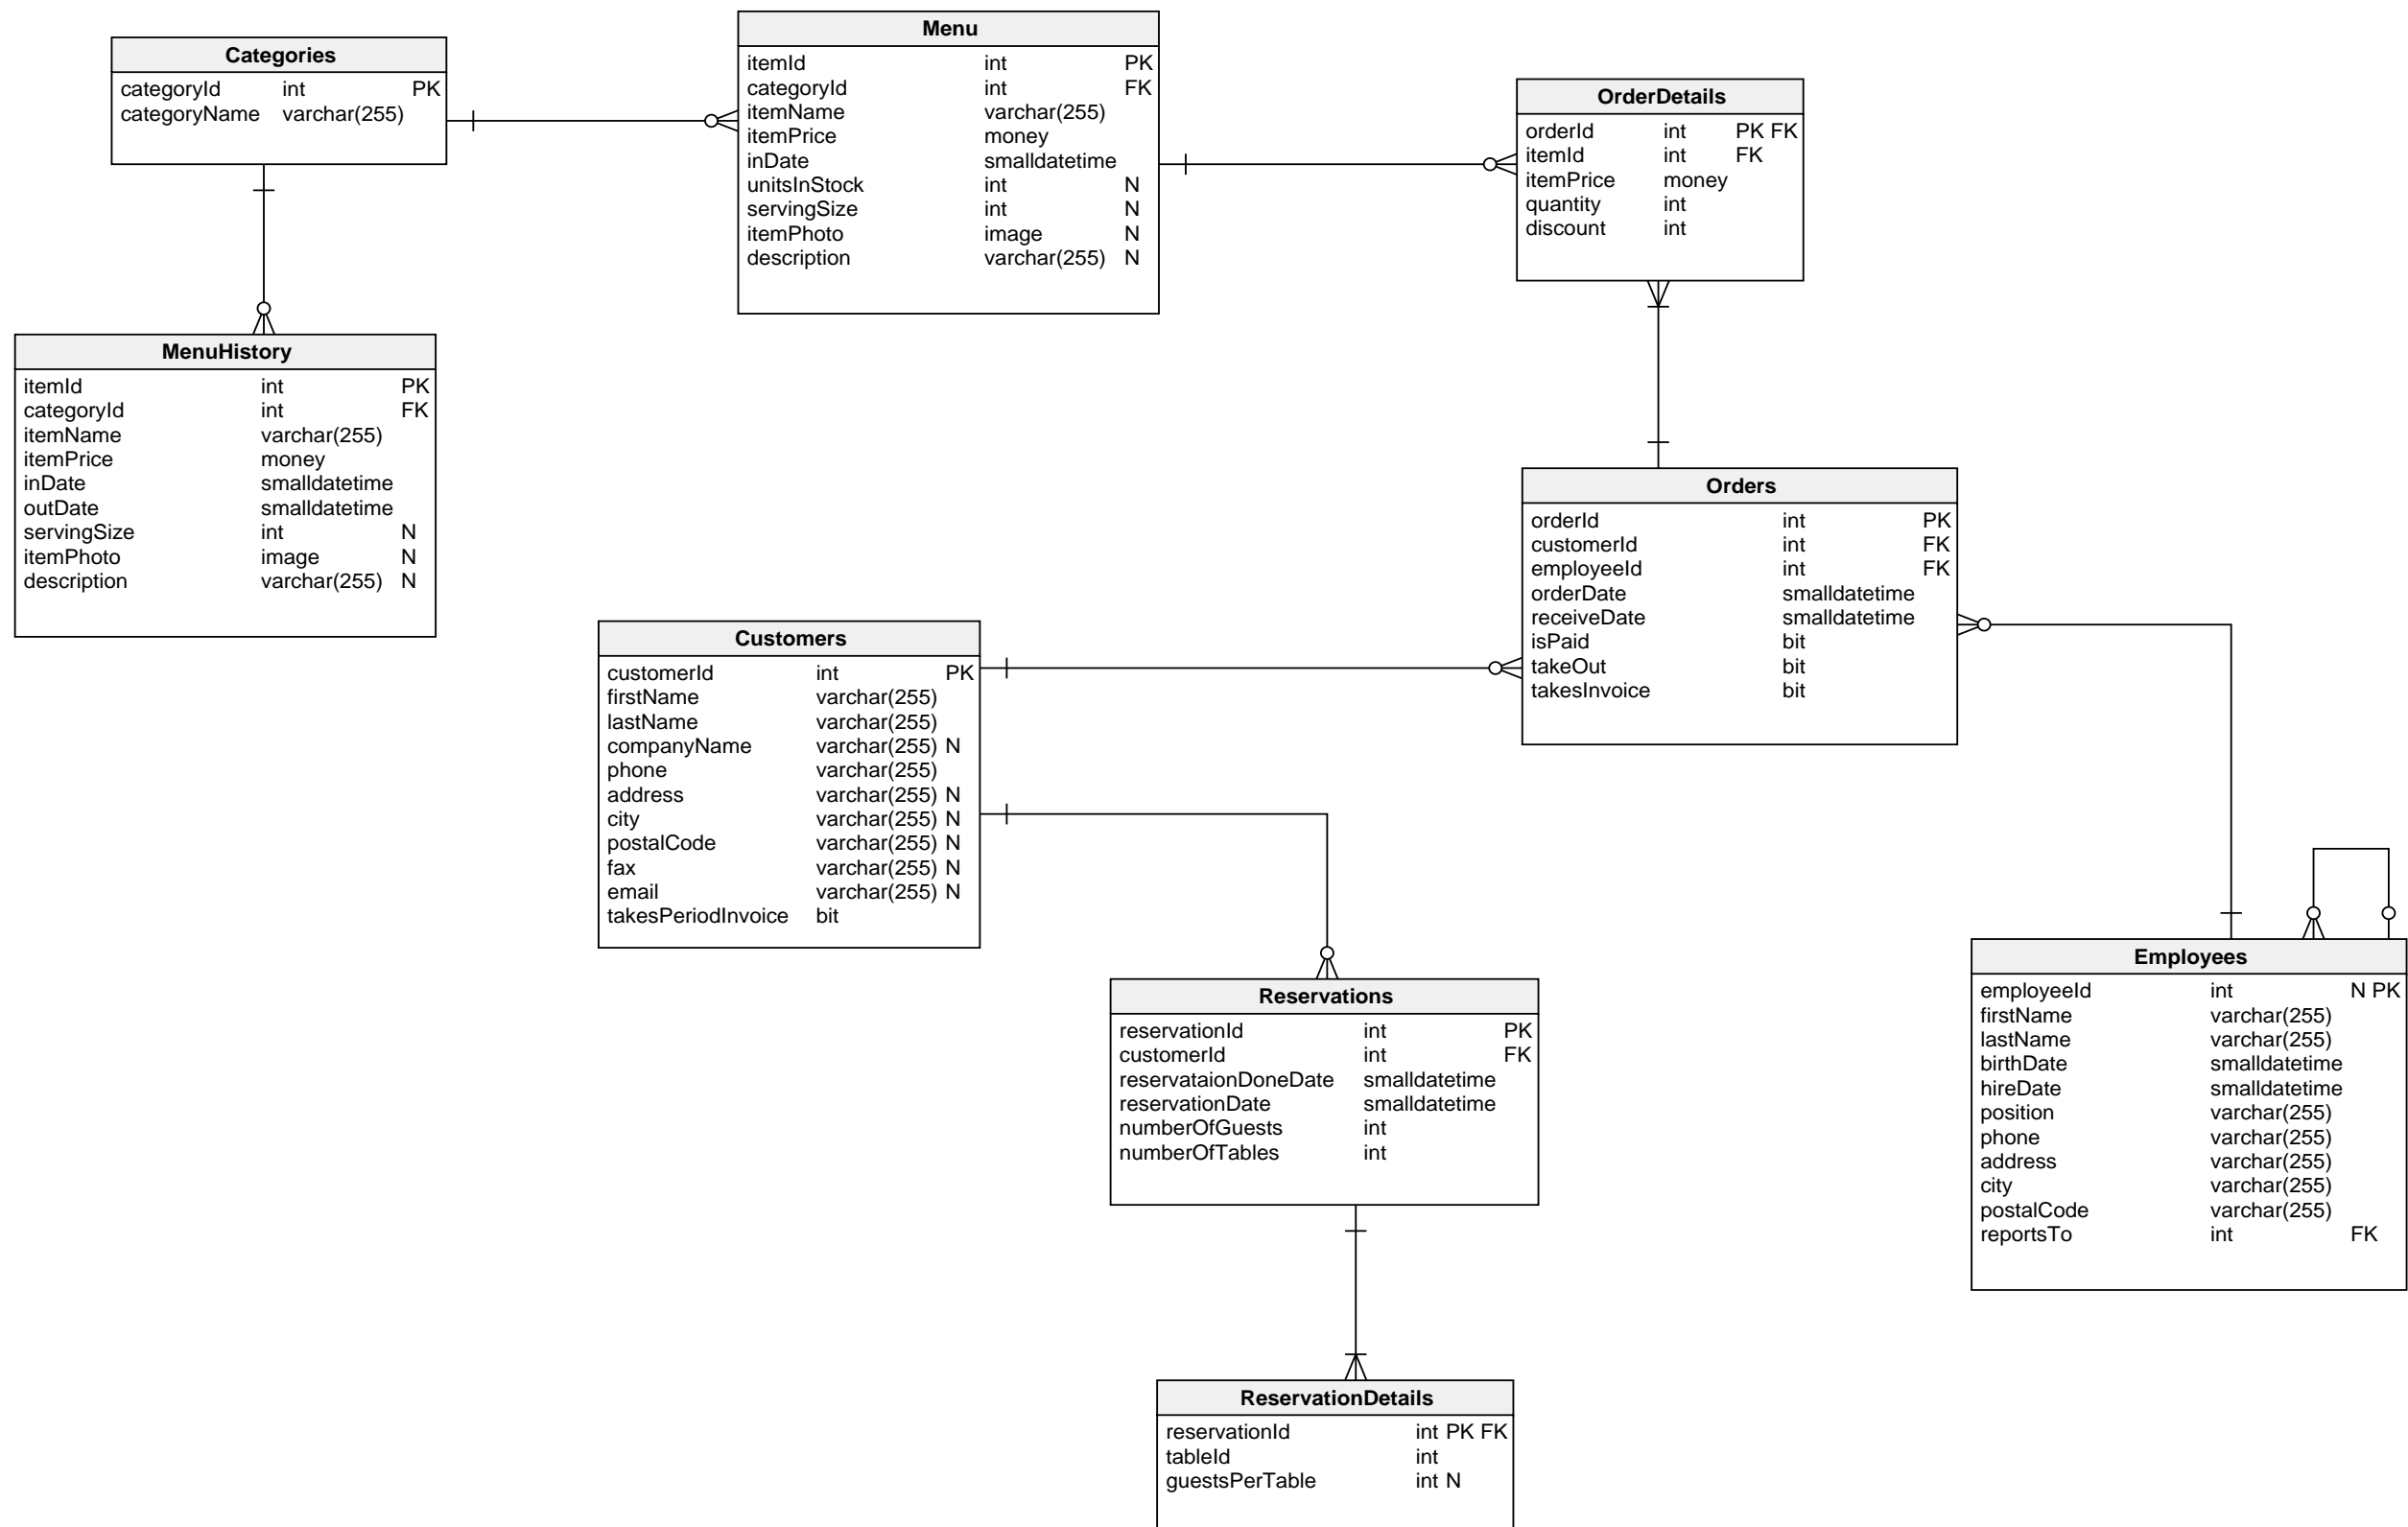 Categories
categoryId int PK
categoryName varchar(255)
Menu
itemId int PK
categoryId int FK
itemName varchar(255)
itemPrice money
inDate smalldatetime
unitsInStock int N
servingSize int N
itemPhoto image N
description varchar(255) N
OrderDetails
orderId int PK FK
itemId int FK
itemPrice money
quantity int
discount int
MenuHistory
itemId int PK
categoryId int FK
itemName varchar(255)
itemPrice money
inDate smalldatetime
outDate smalldatetime
servingSize int N
itemPhoto image N
description varchar(255) N
Orders
orderId int PK
customerId int FK
employeeId int FK
orderDate smalldatetime
receiveDate smalldatetime
isPaid bit
takeOut bit
takesInvoice bit
Customers
customerId int PK
firstName varchar(255)
lastName varchar(255)
companyName varchar(255) N
phone varchar(255)
address varchar(255) N
city varchar(255) N
postalCode varchar(255) N
fax varchar(255) N
email varchar(255) N
takesPeriodInvoice bit
Reservations
reservationId int PK
customerId int FK
reservataionDoneDate smalldatetime
reservationDate smalldatetime
numberOfGuests int
numberOfTables int
Employees
employeeId int N PK
firstName varchar(255)
lastName varchar(255)
birthDate smalldatetime
hireDate smalldatetime
position varchar(255)
phone varchar(255)
address varchar(255)
city varchar(255)
postalCode varchar(255)
reportsTo int FK
ReservationDetails
reservationId int PK FK
tableId int
guestsPerTable int N